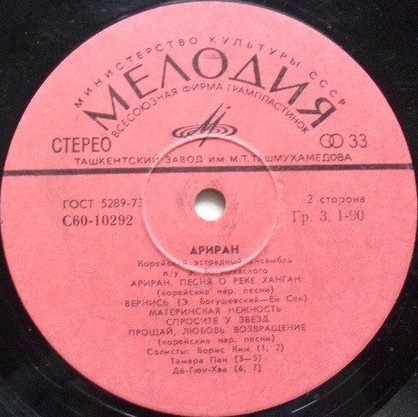 МИНИСТЕРСТВО КУЛЬТУРЫ СССР
МЕЛОДИЯ
ВСЕСОЮЗНАЯ ФИРМА ГРАМПЛАСТИНОК
СТЕРЕО
33
ТАШКЕНТСКИЙ ЗАВОД ИМ. М.Т.ТАШМУХАМЕДОВА
ГОСТ 5289-73
2 сторона
С60-10292
Гр. 3. 1-90
АРИРАН
Корейский эстрадный ансамбль
п/у Э. Богушевского
АРИРАН. ПЕСНЯ О РЕКЕ ХАНГАН
(корейские нар. песни)
ВЕРНИСЬ (Э. Богушевский—Ен Сен)
МАТЕРИНСКАЯ НЕЖНОСТЬ
СПРОСИТЕ У ЗВЕЗД
ПРОЩАЙ, ЛЮБОВЬ. ВОЗВРАЩЕНИЕ
(корейские нар. песни)
Солисты: Борис Ким (1, 2)
Тамара Пан (3—5)
Дё-Гюн-Хва (6, 7)